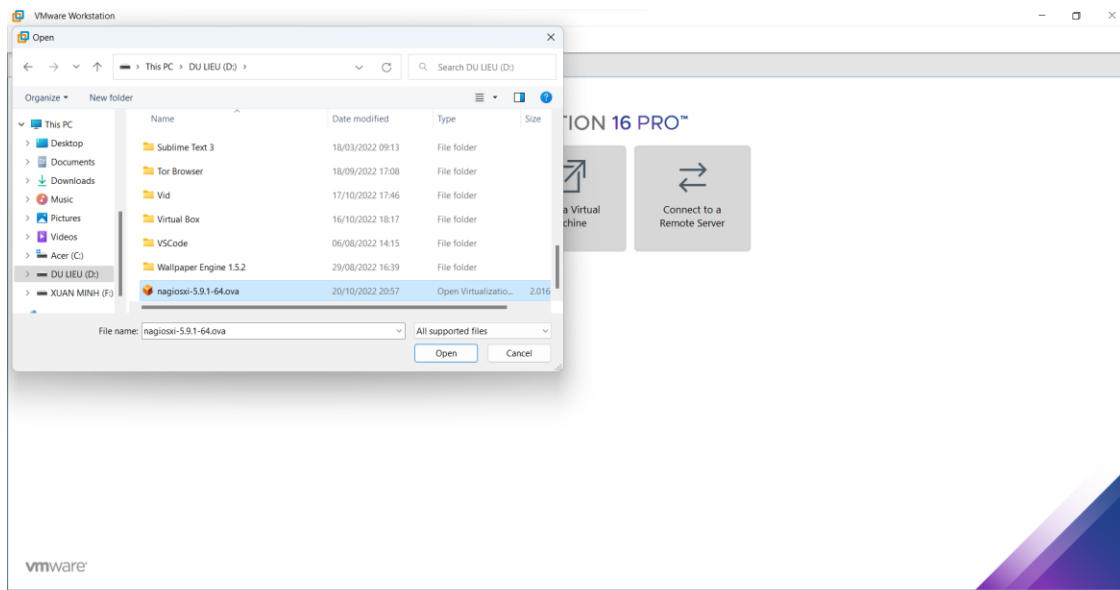 VMware Workstation
Open
This PC > DU LIEU (D:) >
Search DU LIEU (D:)
Organize
New folder
Name Date modified Type Size
This PC
Desktop
Documents
Downloads
Music
Pictures
Videos
Acer (C:)
DU LIEU (D:)
XUAN MINH (F:)
Sublime Text 3 18/03/2022 09:13 File folder
Tor Browser 18/09/2022 17:08 File folder
Vid 17/10/2022 17:46 File folder
Virtual Box 16/10/2022 18:17 File folder
VSCode 06/08/2022 14:15 File folder
Wallpaper Engine 1.5.2 29/08/2022 16:39 File folder
nagiosxi-5.9.1-64.ova 20/10/2022 20:57 Open Virtualizatio... 2.016
File name: nagiosxi-5.9.1-64.ova
All supported files
Open
Cancel
TION 16 PRO™
a Virtual
chine
Connect to a
Remote Server
vmware